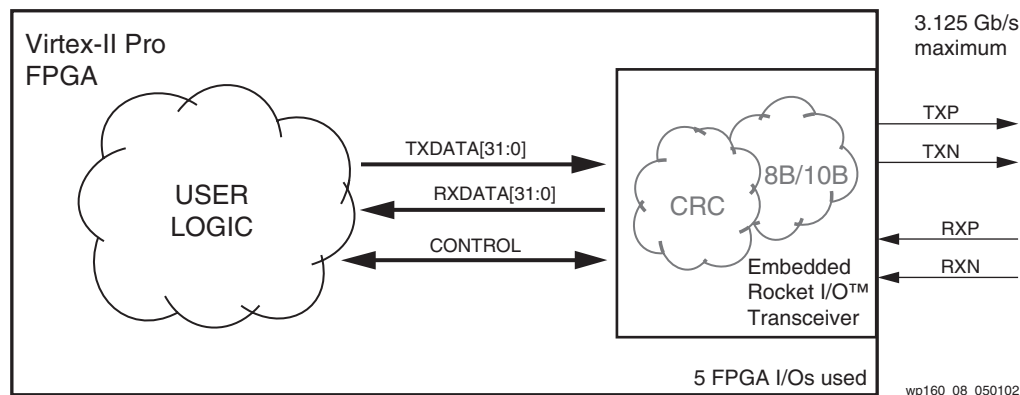 Virtex-II Pro
FPGA
3.125 Gb/s
maximum
USER
LOGIC
TXDATA[31:0]
RXDATA[31:0]
CONTROL
CRC
8B/10B
Embedded
Rocket I/O™
Transceiver
TXP
TXN
RXP
RXN
5 FPGA I/Os used
wp160_08_050102